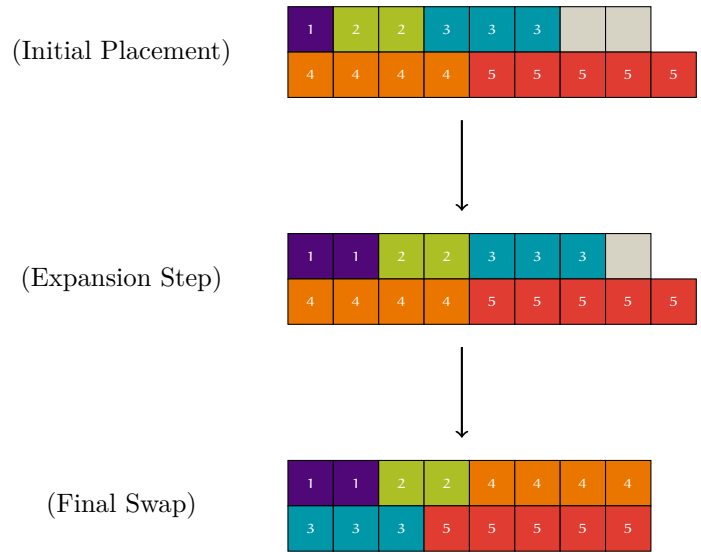 (Initial Placement)
1 2 2 3 3 3
4 4 4 4 5 5 5 5 5
(Expansion Step)
1 1 2 2 3 3 3
4 4 4 4 5 5 5 5 5
(Final Swap)
1 1 2 2 4 4 4 4
3 3 3 5 5 5 5 5